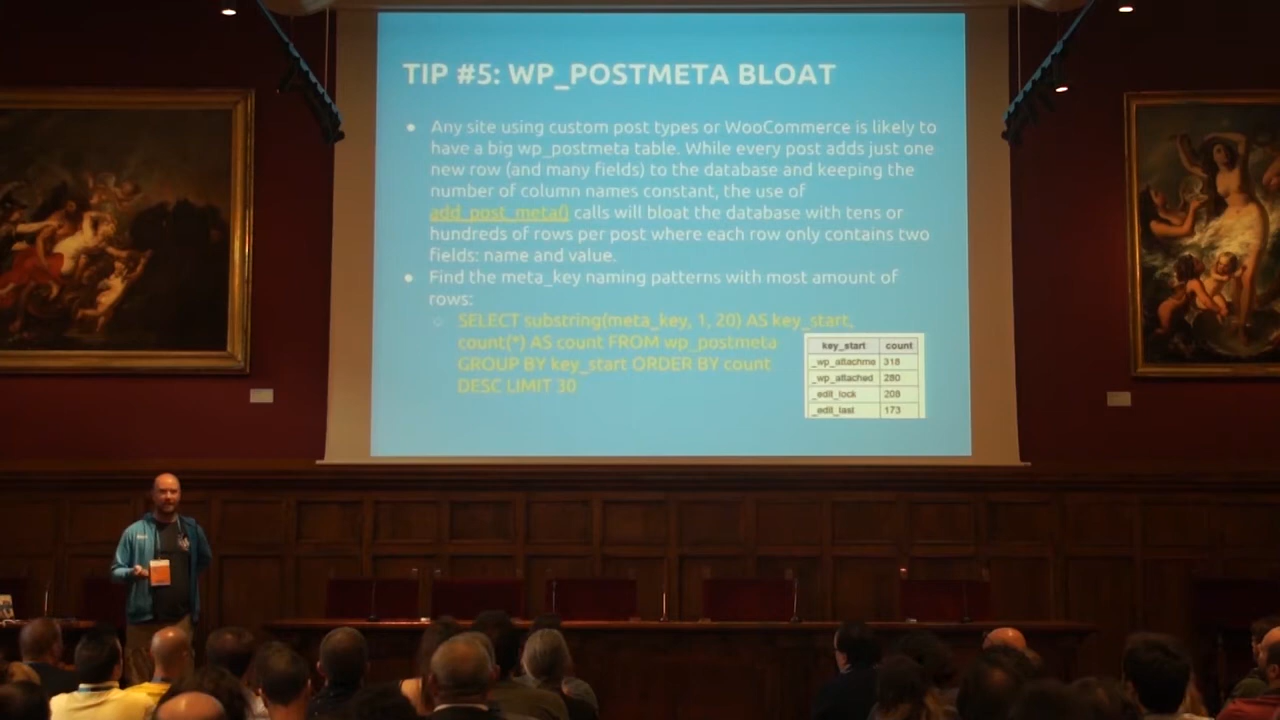 TIP #5: WP_POSTMETA BLOAT
● Any site using custom post types or WooCommerce is likely to
have a big wp_postmeta table. While every post adds just one
new row (and many fields) to the database and keeping the
number of column names constant, the use of
add_post_meta() calls will bloat the database with tens or
hundreds of rows per post where each row only contains two
fields: name and value.
● Find the meta_key naming patterns with most amount of
rows:
○ SELECT substring(meta_key, 1, 20) AS key_start,
count(*) AS count FROM wp_postmeta
GROUP BY key_start ORDER BY count
DESC LIMIT 30
key_start count
_wp_attachme 318
_wp_attached 280
_edit_lock 208
_edit_last 173